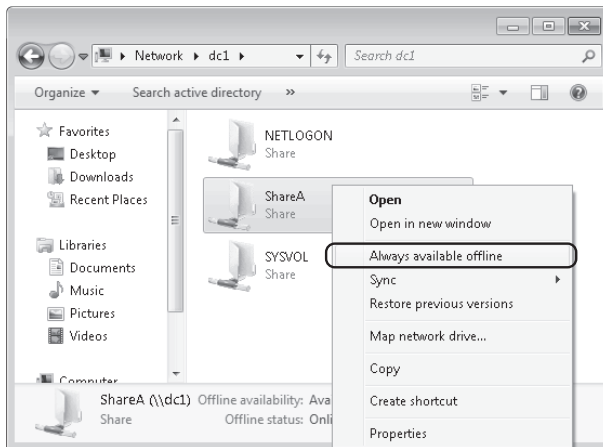 Network dc1
Search dc1
Organize
Search active directory
»
Favorites
Desktop
Downloads
Recent Places
Libraries
Documents
Music
Pictures
Videos
Computer
NETLOGON
Share
ShareA
Share
SYSVOL
Share
Open
Open in new window
Always available offline
Sync
Restore previous versions
Map network drive...
Copy
Create shortcut
Properties
ShareA (\\dc1) Offline availability:
Share Offline status: